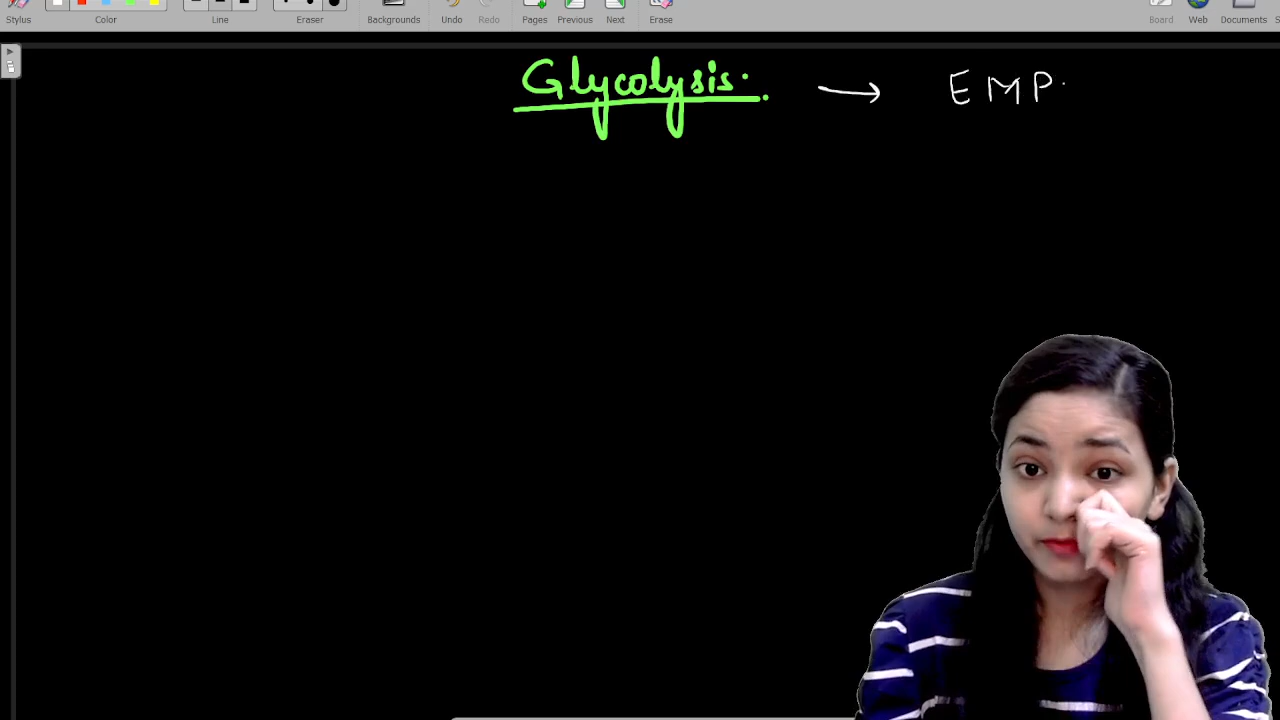 Stylus Color Line Eraser Backgrounds Undo Redo Pages Previous Next Erase Board Web Documents S
Glycolysis. → EMP.